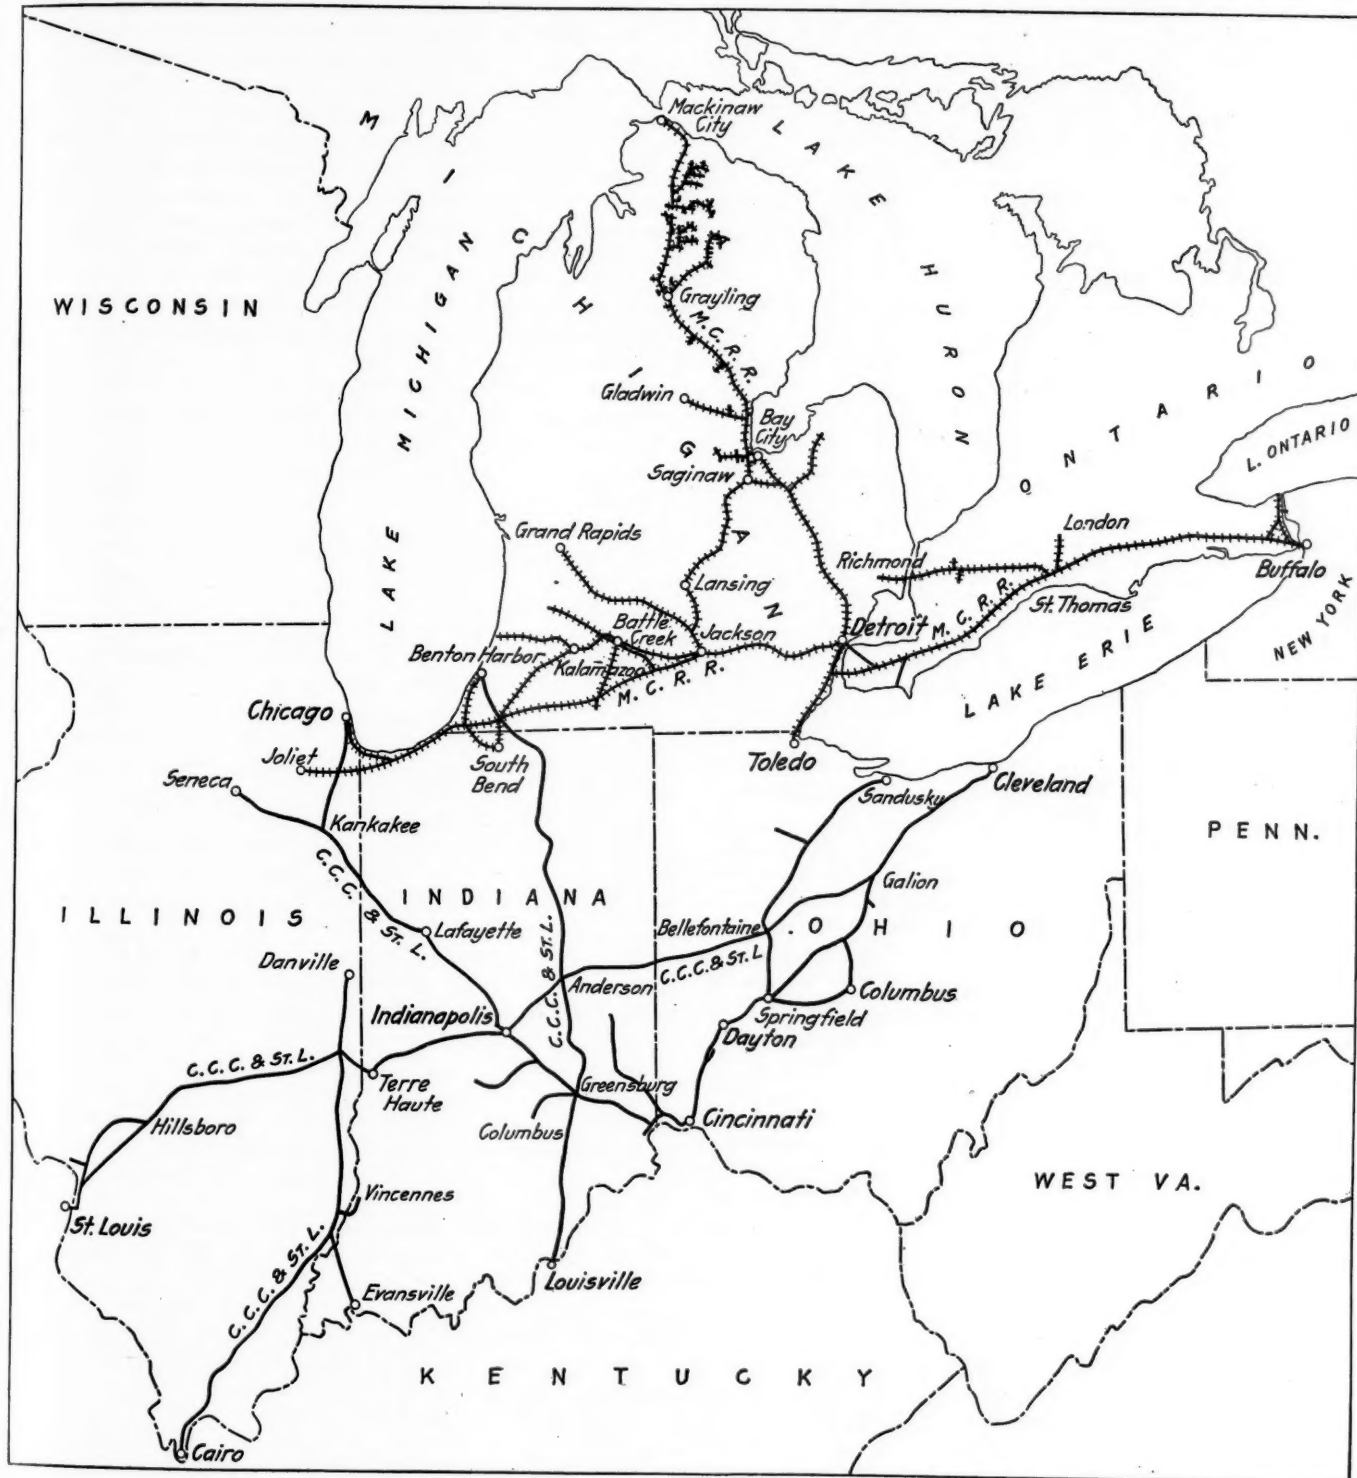 Mackinaw
City
MICHIGAN
LAKE HURON
WISCONSIN
LAKE MICHIGAN
Grayling
M.C.R.R.
Gladwin
Bay
City
Saginaw
ONTARIO
L. ONTARIO
Grand Rapids
London
Richmond
Buffalo
Lansing
St. Thomas
M.C.R.R.
Battle
Creek
Jackson
Detroit
NEW YORK
Benton Harbor
Kalamazoo
M.C.R.R.
LAKE ERIE
Chicago
Joliet
South
Bend
Toledo
Seneca
Sandusky
Cleveland
Kankakee
PENN.
C.C.C. & ST. L.
INDIANA
Galion
ILLINOIS
Lafayette
C.C.C. & ST. L.
Bellefontaine
OHIO
Danville
C.C.C. & ST. L
Anderson
Columbus
Indianapolis
Springfield
Dayton
C.C.C. & ST. L.
Terre
Haute
Greensburg
Hillsboro
Columbus
Cincinnati
WEST VA.
Vincennes
St. Louis
C.C.C. & ST. L.
Louisville
Evansville
KENTUCKY
Cairo